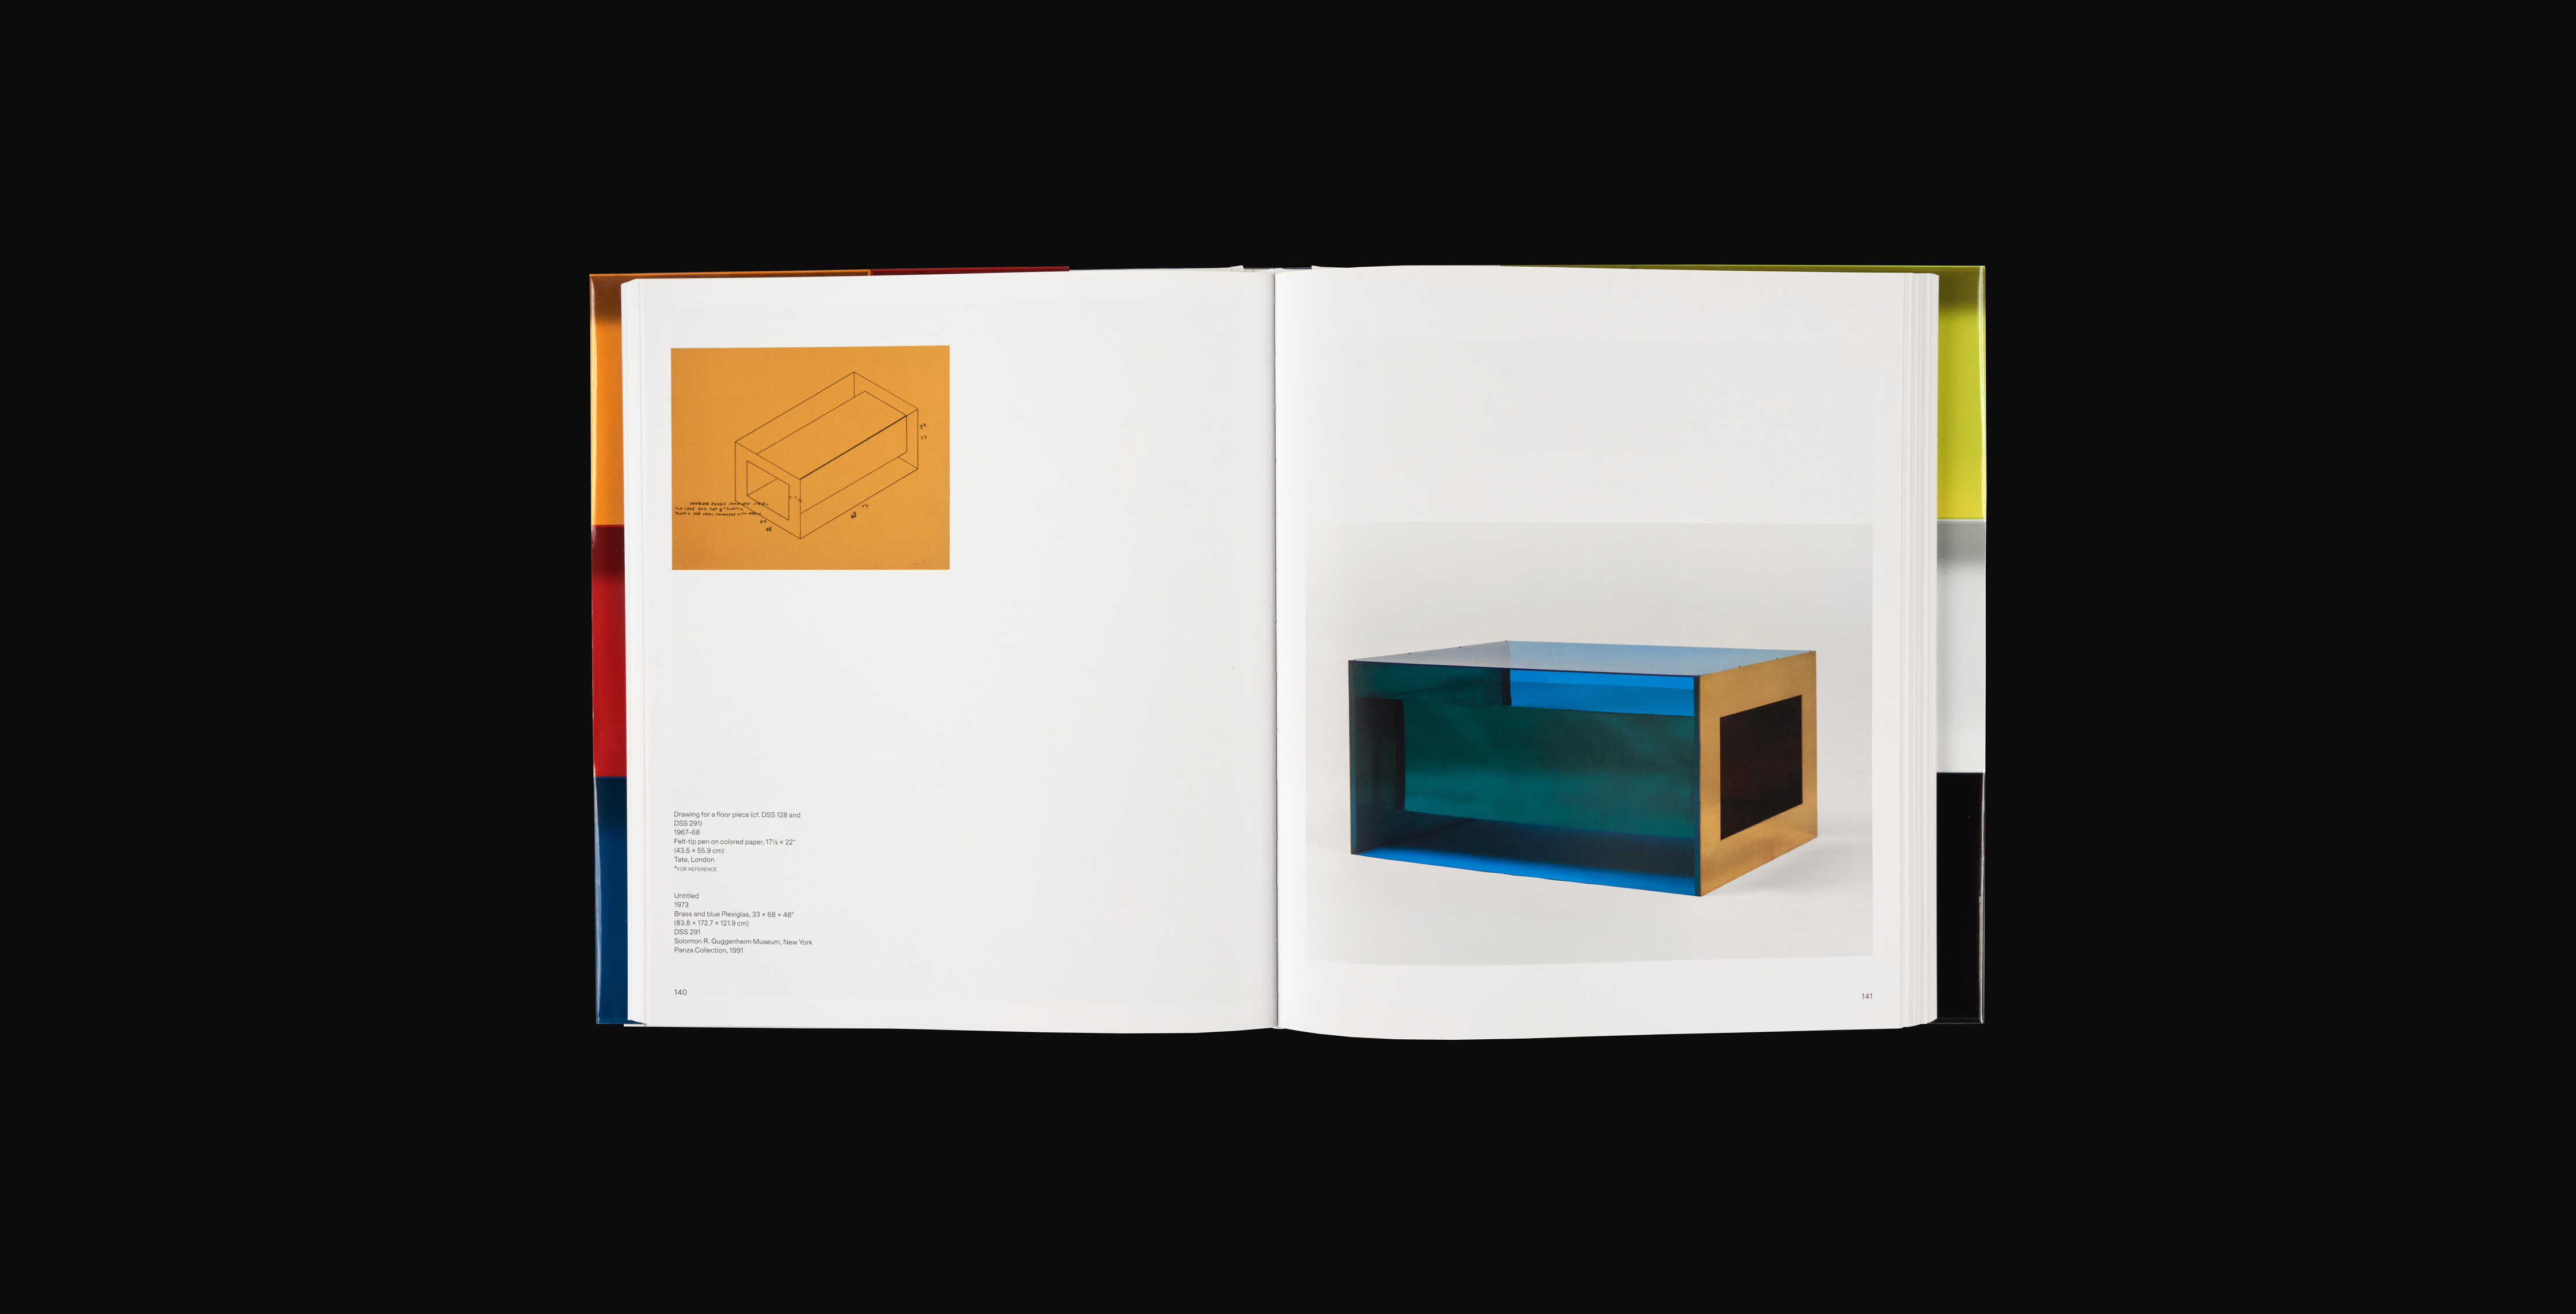 Drawing for a floor piece (cf. DSS 128 and
DSS 291)
1967–68
Felt-tip pen on colored paper, 17⅛ × 22"
(43.5 × 55.9 cm)
Tate, London
*FOR REFERENCE
Untitled
1973
Brass and blue Plexiglas, 33 × 68 × 48"
(83.8 × 172.7 × 121.9 cm)
DSS 291
Solomon R. Guggenheim Museum, New York
Panza Collection, 1991
140
141